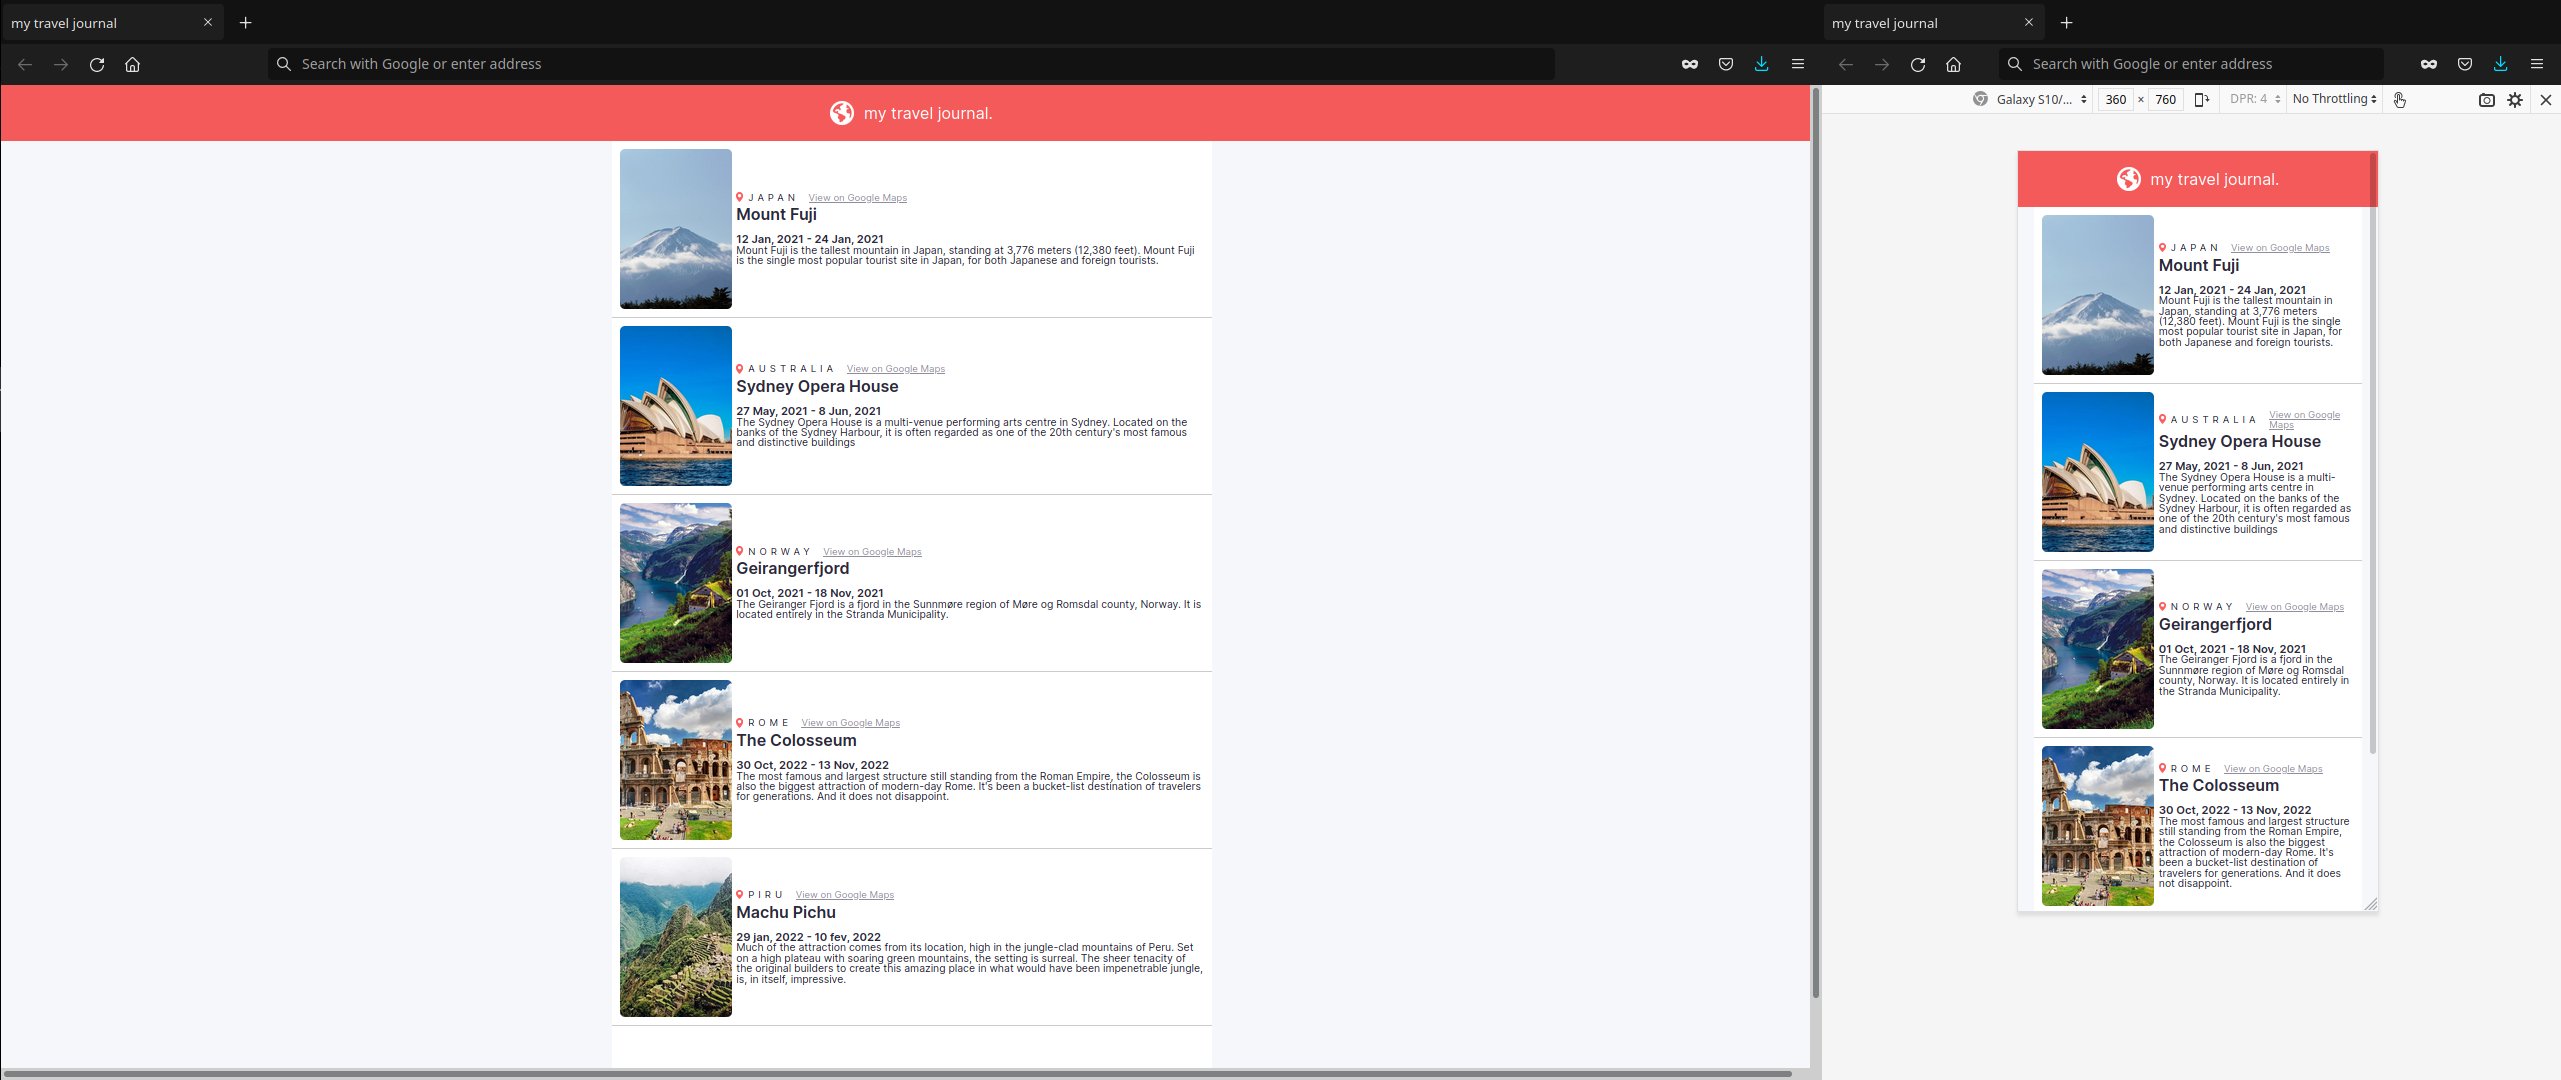 my travel journal
Search with Google or enter address
my travel journal.
JAPAN View on Google Maps
Mount Fuji
12 Jan, 2021 - 24 Jan, 2021
Mount Fuji is the tallest mountain in Japan, standing at 3,776 meters (12,380 feet). Mount Fuji
is the single most popular tourist site in Japan, for both Japanese and foreign tourists.
AUSTRALIA View on Google Maps
Sydney Opera House
27 May, 2021 - 8 Jun, 2021
The Sydney Opera House is a multi-venue performing arts centre in Sydney. Located on the
banks of the Sydney Harbour, it is often regarded as one of the 20th century's most famous
and distinctive buildings
NORWAY View on Google Maps
Geirangerfjord
01 Oct, 2021 - 18 Nov, 2021
The Geiranger Fjord is a fjord in the Sunnmøre region of Møre og Romsdal county, Norway. It is
located entirely in the Stranda Municipality.
ROME View on Google Maps
The Colosseum
30 Oct, 2022 - 13 Nov, 2022
The most famous and largest structure still standing from the Roman Empire, the Colosseum is
also the biggest attraction of modern-day Rome. It's been a bucket-list destination of travelers
for generations. And it does not disappoint.
PIRU View on Google Maps
Machu Pichu
29 jan, 2022 - 10 fev, 2022
Much of the attraction comes from its location, high in the jungle-clad mountains of Peru. Set
on a high plateau with soaring green mountains, the setting is surreal. The sheer tenacity of
the original builders to create this amazing place in what would have been impenetrable jungle,
is, in itself, impressive.
my travel journal
Search with Google or enter address
Galaxy S10/... 360 × 760 DPR: 4 No Throttling
my travel journal.
JAPAN View on Google Maps
Mount Fuji
12 Jan, 2021 - 24 Jan, 2021
Mount Fuji is the tallest mountain in
Japan, standing at 3,776 meters
(12,380 feet). Mount Fuji is the single
most popular tourist site in Japan, for
both Japanese and foreign tourists.
AUSTRALIA View on Google
Maps
Sydney Opera House
27 May, 2021 - 8 Jun, 2021
The Sydney Opera House is a multi-
venue performing arts centre in
Sydney. Located on the banks of the
Sydney Harbour, it is often regarded as
one of the 20th century's most famous
and distinctive buildings
NORWAY View on Google Maps
Geirangerfjord
01 Oct, 2021 - 18 Nov, 2021
The Geiranger Fjord is a fjord in the
Sunnmøre region of Møre og Romsdal
county, Norway. It is located entirely in
the Stranda Municipality.
ROME View on Google Maps
The Colosseum
30 Oct, 2022 - 13 Nov, 2022
The most famous and largest structure
still standing from the Roman Empire,
the Colosseum is also the biggest
attraction of modern-day Rome. It's
been a bucket-list destination of
travelers for generations. And it does
not disappoint.